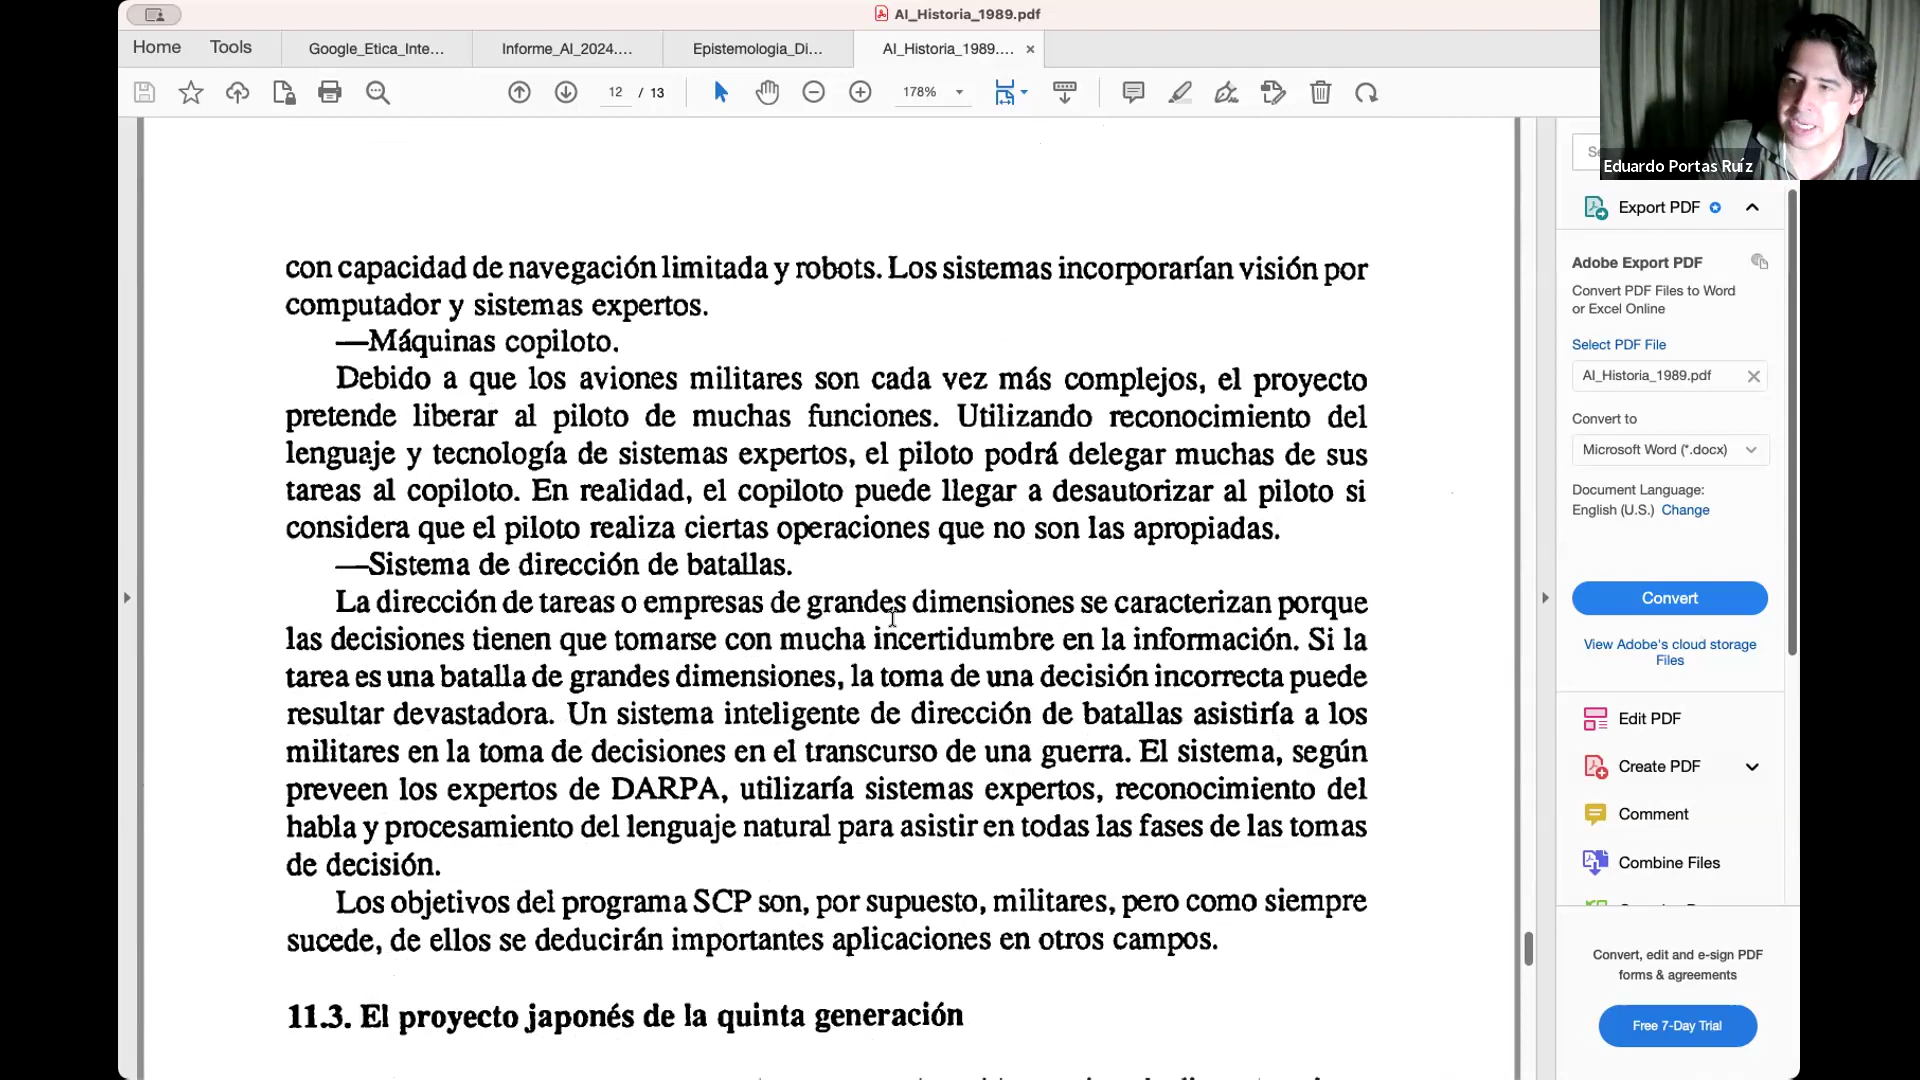 AI_Historia_1989.pdf
Home
Tools
Google_Etica_Inte...
Informe_AI_2024....
Epistemologia_Di...
AI_Historia_1989....
12 / 13
178%
Eduardo Portas Ruíz
con capacidad de navegación limitada y robots. Los sistemas incorporarían visión por
computador y sistemas expertos.
—Máquinas copiloto.
Debido a que los aviones militares son cada vez más complejos, el proyecto
pretende liberar al piloto de muchas funciones. Utilizando reconocimiento del
lenguaje y tecnología de sistemas expertos, el piloto podrá delegar muchas de sus
tareas al copiloto. En realidad, el copiloto puede llegar a desautorizar al piloto si
considera que el piloto realiza ciertas operaciones que no son las apropiadas.
—Sistema de dirección de batallas.
La dirección de tareas o empresas de grandes dimensiones se caracterizan porque
las decisiones tienen que tomarse con mucha incertidumbre en la información. Si la
tarea es una batalla de grandes dimensiones, la toma de una decisión incorrecta puede
resultar devastadora. Un sistema inteligente de dirección de batallas asistiría a los
militares en la toma de decisiones en el transcurso de una guerra. El sistema, según
preveen los expertos de DARPA, utilizaría sistemas expertos, reconocimiento del
habla y procesamiento del lenguaje natural para asistir en todas las fases de las tomas
de decisión.
Los objetivos del programa SCP son, por supuesto, militares, pero como siempre
sucede, de ellos se deducirán importantes aplicaciones en otros campos.
11.3. El proyecto japonés de la quinta generación
Export PDF
Adobe Export PDF
Convert PDF Files to Word
or Excel Online
Select PDF File
AI_Historia_1989.pdf
Convert to
Microsoft Word (*.docx)
Document Language:
English (U.S.) Change
Convert
View Adobe's cloud storage
Files
Edit PDF
Create PDF
Comment
Combine Files
Convert, edit and e-sign PDF
forms & agreements
Free 7-Day Trial